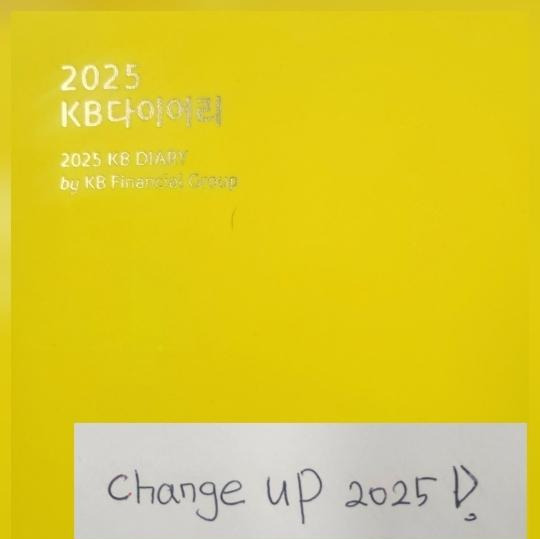 2025
KB다이어리
2025 KB DIARY
by KB Financial Group
Change up 2025 !